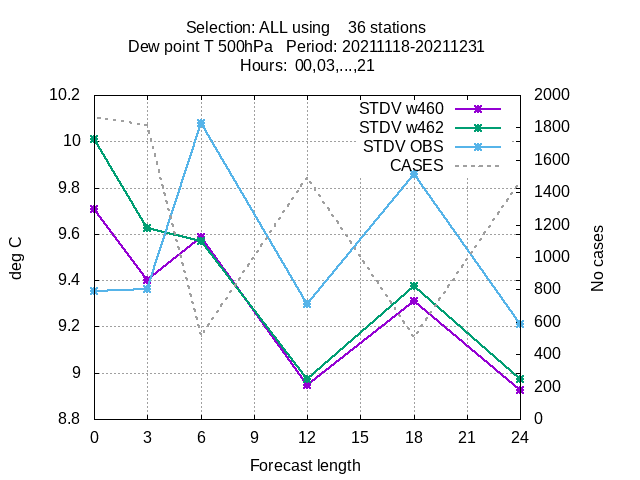 Selection: ALL using    36 stations
Dew point T 500hPa   Period: 20211118-20211231
Hours:  00,03,...,21
STDV w460
STDV w462
STDV OBS
CASES
10.2
10
9.8
9.6
9.4
9.2
9
8.8
deg C
2000
1800
1600
1400
1200
1000
800
600
400
200
0
No cases
0 3 6 9 12 15 18 21 24
Forecast length